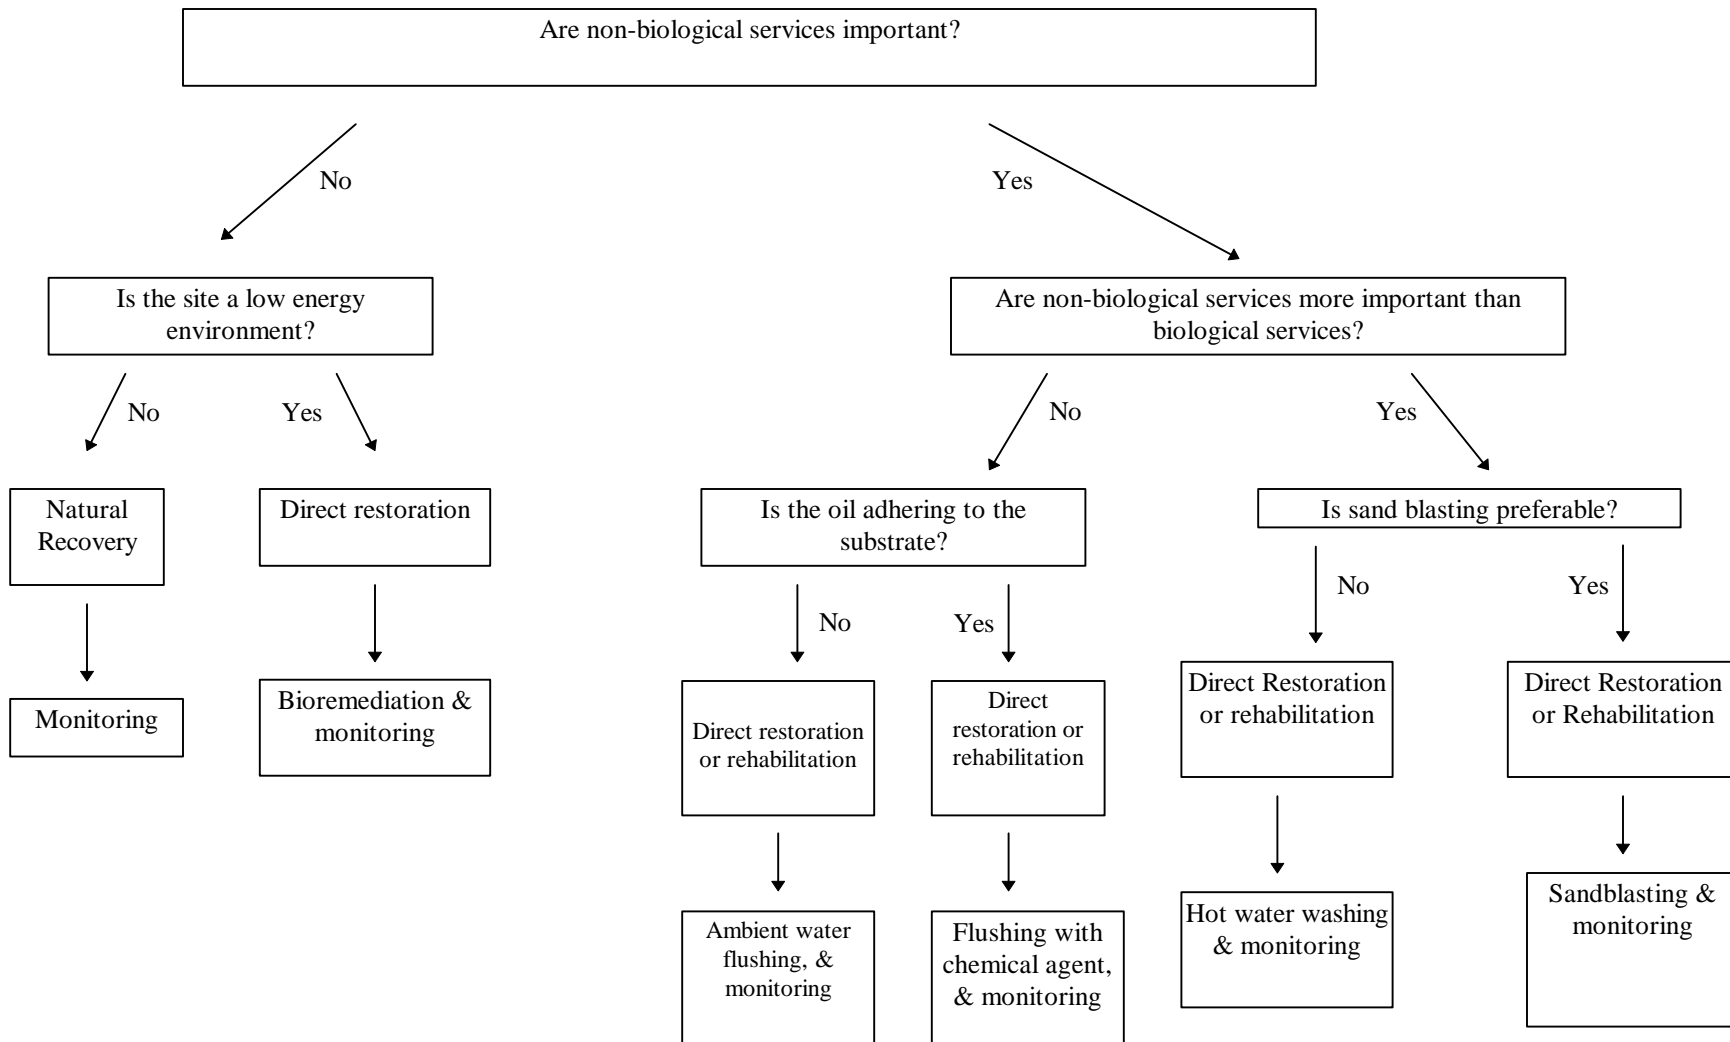 Are non-biological services important?
No
Yes
Is the site a low energy
environment?
Are non-biological services more important than
biological services?
No
Yes
No
Yes
Natural
Recovery
Direct restoration
Is the oil adhering to the
substrate?
Is sand blasting preferable?
No
Yes
No
Yes
Monitoring
Bioremediation &
monitoring
Direct restoration
or rehabilitation
Direct
restoration or
rehabilitation
Direct Restoration
or rehabilitation
Direct Restoration
or Rehabilitation
Ambient water
flushing, &
monitoring
Flushing with
chemical agent,
& monitoring
Hot water washing
& monitoring
Sandblasting &
monitoring